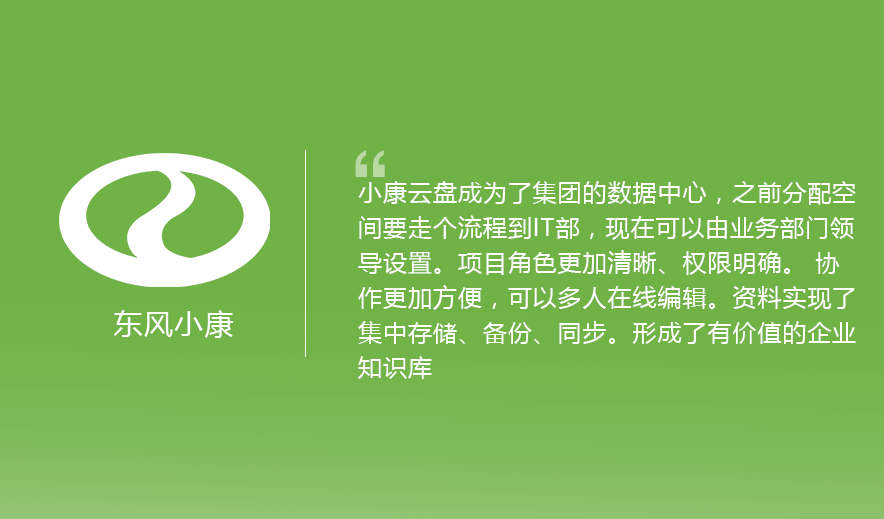 东风小康
小康云盘成为了集团的数据中心，之前分配空
间要走个流程到IT部，现在可以由业务部门领
导设置。项目角色更加清晰、权限明确。 协
作更加方便，可以多人在线编辑。资料实现了
集中存储、备份、同步。形成了有价值的企业
知识库